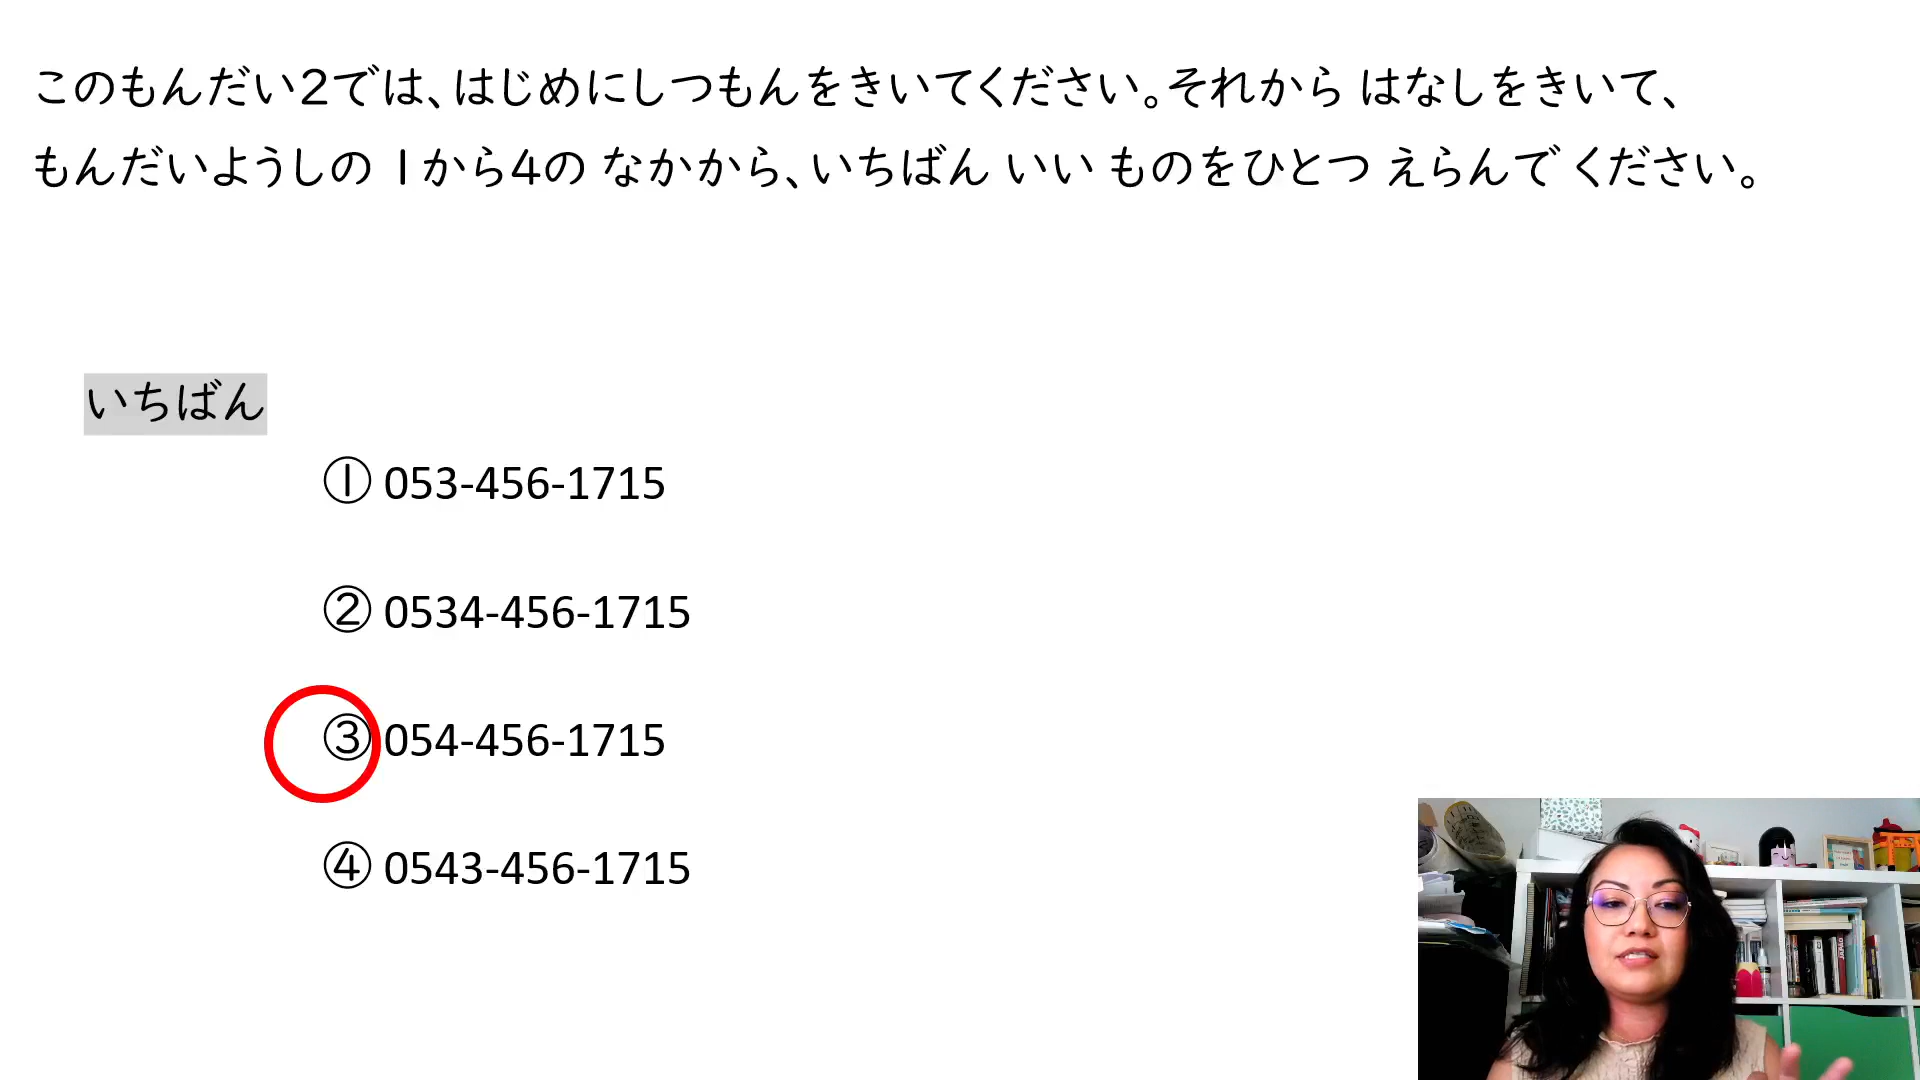 このもんだい2では、はじめにしつもんをきいてください。それから はなしをきいて、
もんだいようしの 1から4の なかから、いちばん いい ものをひとつ えらんで ください。
いちばん
① 053-456-1715
② 0534-456-1715
③ 054-456-1715
④ 0543-456-1715